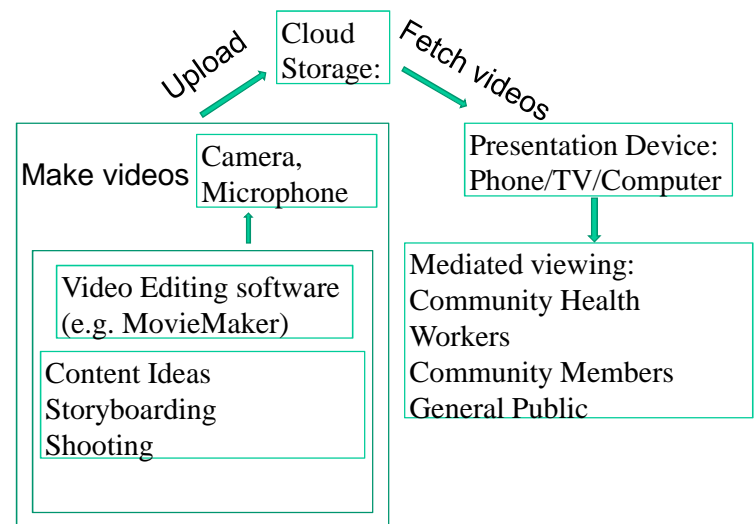 Upload
Cloud
Storage:
Fetch videos
Make videos
Camera,
Microphone
Video Editing software
(e.g. MovieMaker)
Content Ideas
Storyboarding
Shooting
Presentation Device:
Phone/TV/Computer
Mediated viewing:
Community Health
Workers
Community Members
General Public